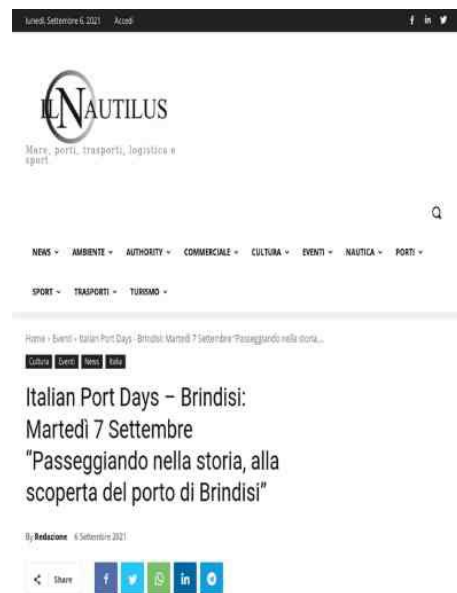 lunedì, Settembre 6, 2021 Accedi
IL NAUTILUS
Mare, porti, trasporti, logistica e
sport
NEWS AMBIENTE AUTHORITY COMMERCIALE CULTURA EVENTI NAUTICA PORTI
SPORT TRASPORTI TURISMO
Home › Eventi › Italian Port Days - Brindisi: Martedì 7 Settembre "Passeggiando nella storia,...
Cultura Eventi News Italia
Italian Port Days – Brindisi:
Martedì 7 Settembre
"Passeggiando nella storia, alla
scoperta del porto di Brindisi"
By Redazione 6 Settembre 2021
Share